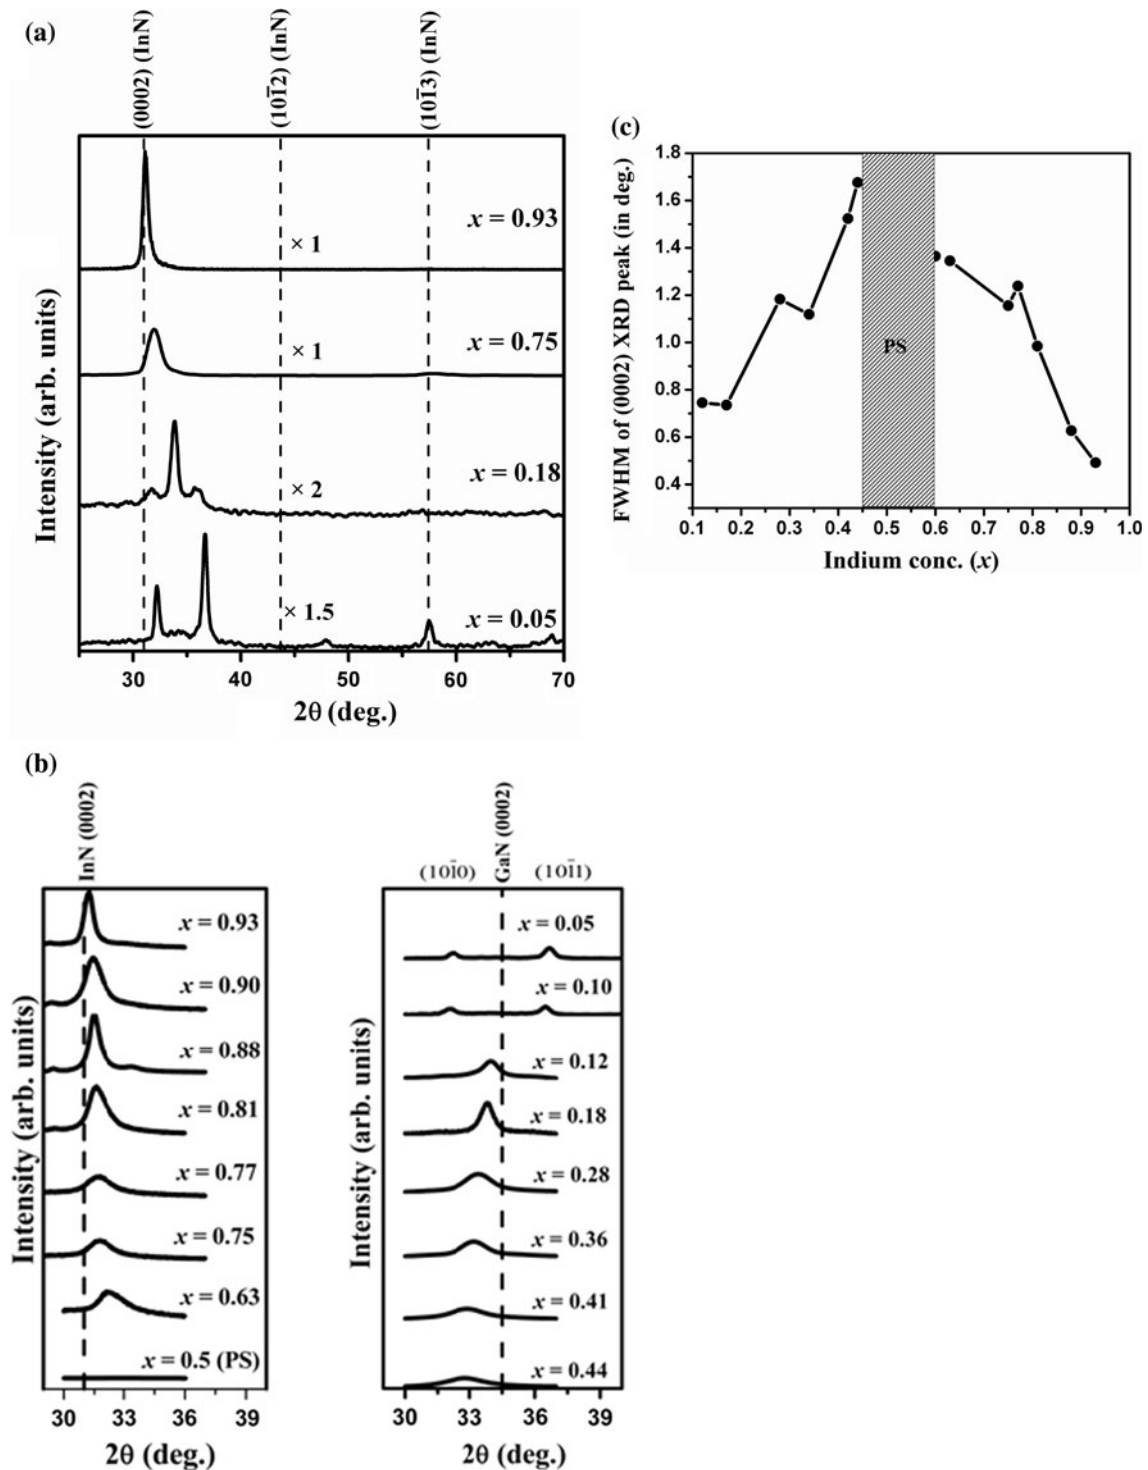 (a)
(0002) (InN)
(101̅2) (InN)
(101̅3) (InN)
x = 0.93
× 1
x = 0.75
× 1
x = 0.18
× 2
x = 0.05
× 1.5
Intensity (arb. units)
30 40 50 60 70
2θ (deg.)
(c)
FWHM of (0002) XRD peak (in deg.)
1.8
1.6
1.4
1.2
1.0
0.8
0.6
0.4
PS
0.1 0.2 0.3 0.4 0.5 0.6 0.7 0.8 0.9 1.0
Indium conc. (x)
(b)
InN (0002)
x = 0.93
x = 0.90
x = 0.88
x = 0.81
x = 0.77
x = 0.75
x = 0.63
x = 0.5 (PS)
Intensity (arb. units)
30 33 36 39
2θ (deg.)
(101̅0)
GaN (0002)
(101̅1)
x = 0.05
x = 0.10
x = 0.12
x = 0.18
x = 0.28
x = 0.36
x = 0.41
x = 0.44
Intensity (arb. units)
30 33 36 39
2θ (deg.)